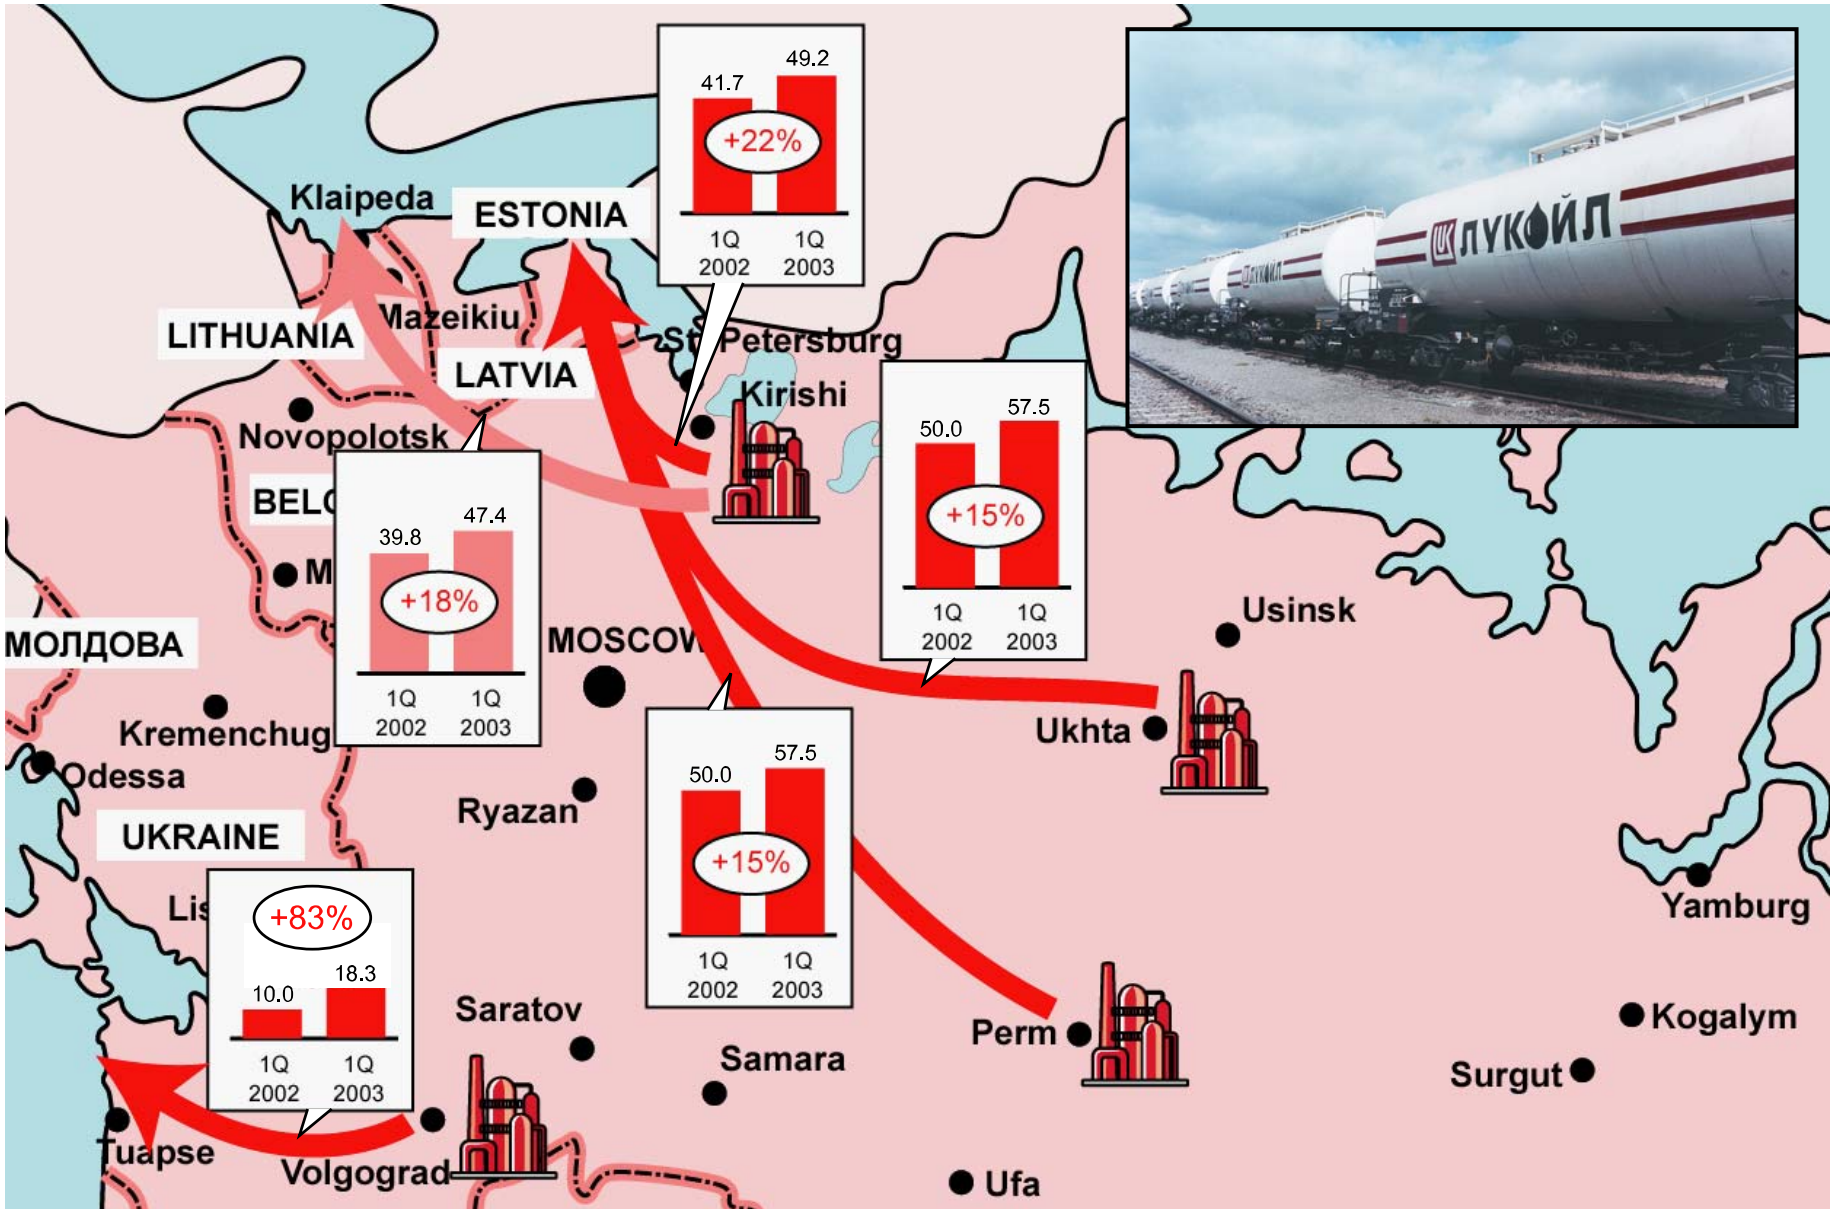 41.7
49.2
+22%
1Q
2002
1Q
2003
Klaipeda
ESTONIA
LUK ЛУКОЙЛ
ЛУКОЙЛ
Mazeikiu
LITHUANIA
St. Petersburg
LATVIA
Kirishi
Novopolotsk
50.0
57.5
+15%
1Q
2002
1Q
2003
39.8
47.4
+18%
1Q
2002
1Q
2003
Usinsk
МОЛДОВА
MOSCOW
Kremenchug
Ukhta
Odessa
Ryazan
50.0
57.5
+15%
1Q
2002
1Q
2003
UKRAINE
+83%
10.0
18.3
1Q
2002
1Q
2003
Yamburg
Saratov
Perm
Kogalym
Samara
Surgut
Tuapse
Volgograd
Ufa